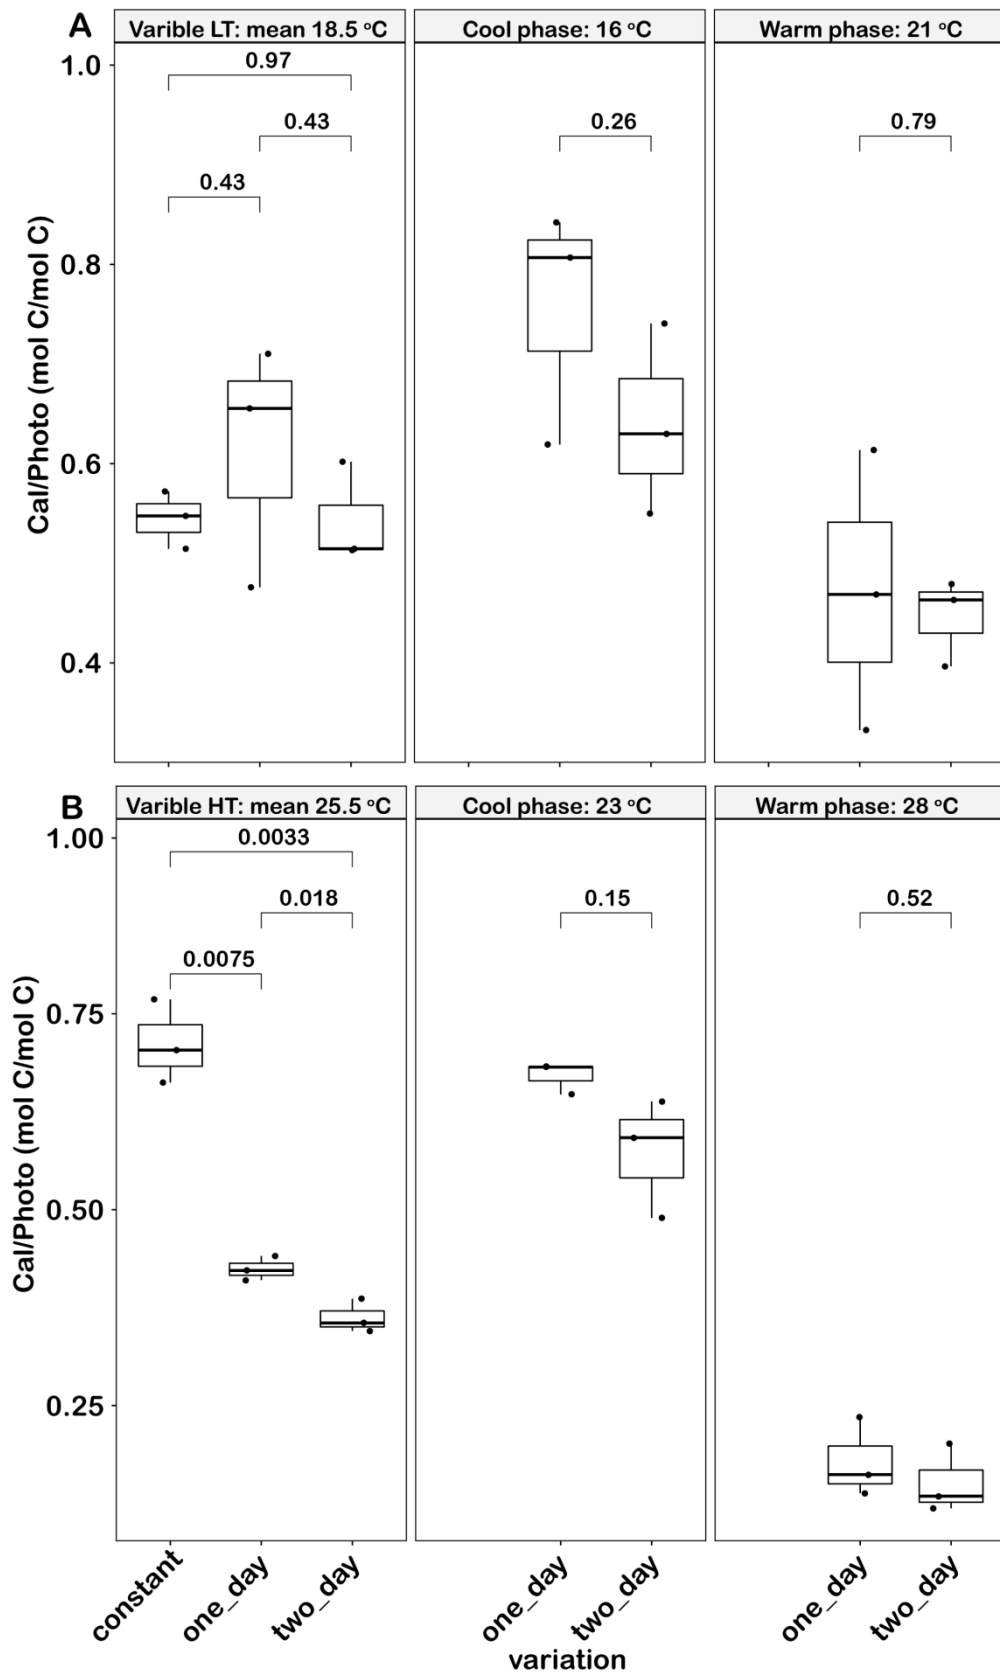 A
Varible LT: mean 18.5 °C
Cool phase: 16 °C
Warm phase: 21 °C
Cal/Photo (mol C/mol C)
1.0
0.8
0.6
0.4
0.97
0.43
0.43
0.26
0.79
B
Varible HT: mean 25.5 °C
Cool phase: 23 °C
Warm phase: 28 °C
Cal/Photo (mol C/mol C)
1.00
0.75
0.50
0.25
0.0033
0.018
0.0075
0.15
0.52
constant
one_day
two_day
one_day
two_day
one_day
two_day
variation